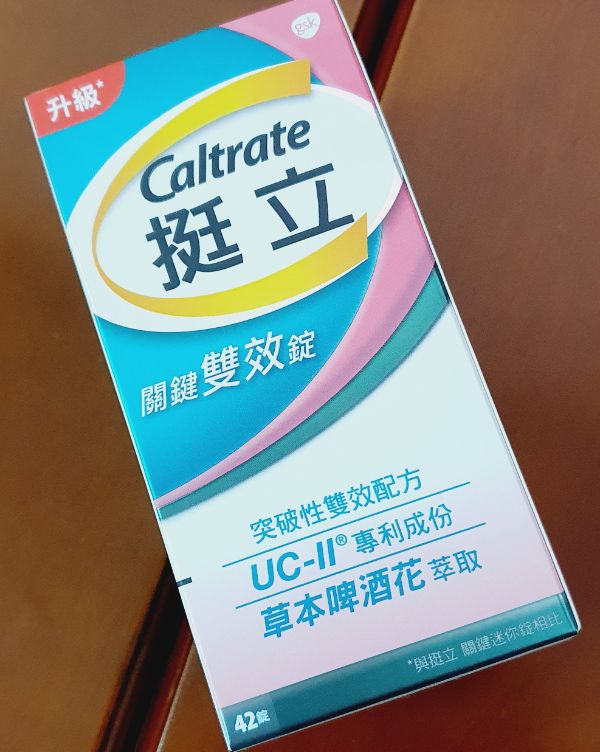 gsk
升級*
Caltrate
挺立
關鍵雙效錠
突破性雙效配方
UC-II® 專利成份
草本啤酒花 萃取
*與挺立 關鍵迷你錠相比
42錠